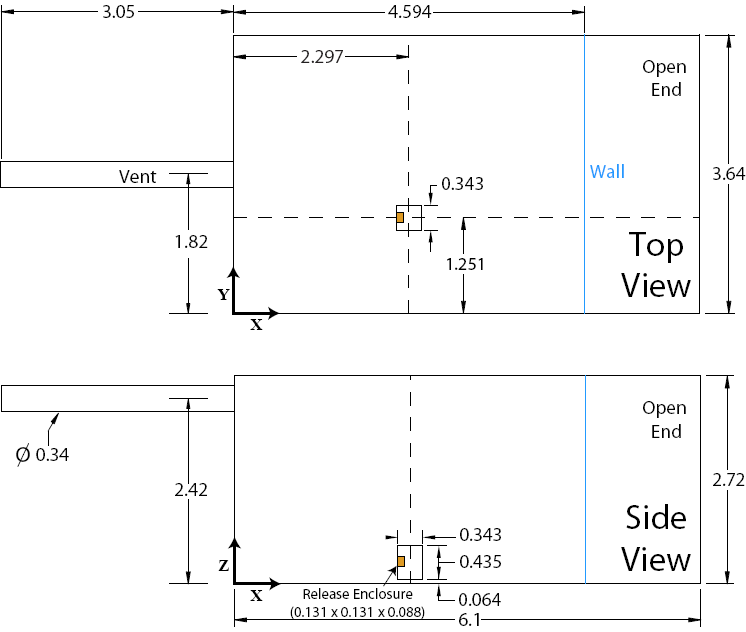 3.05
4.594
2.297
Open
End
Vent
Wall
0.343
3.64
1.82
1.251
Top
View
Y
X
Open
End
Ø 0.34
2.42
2.72
0.343
Side
View
0.435
Z
X
Release Enclosure
(0.131 x 0.131 x 0.088)
0.064
6.1